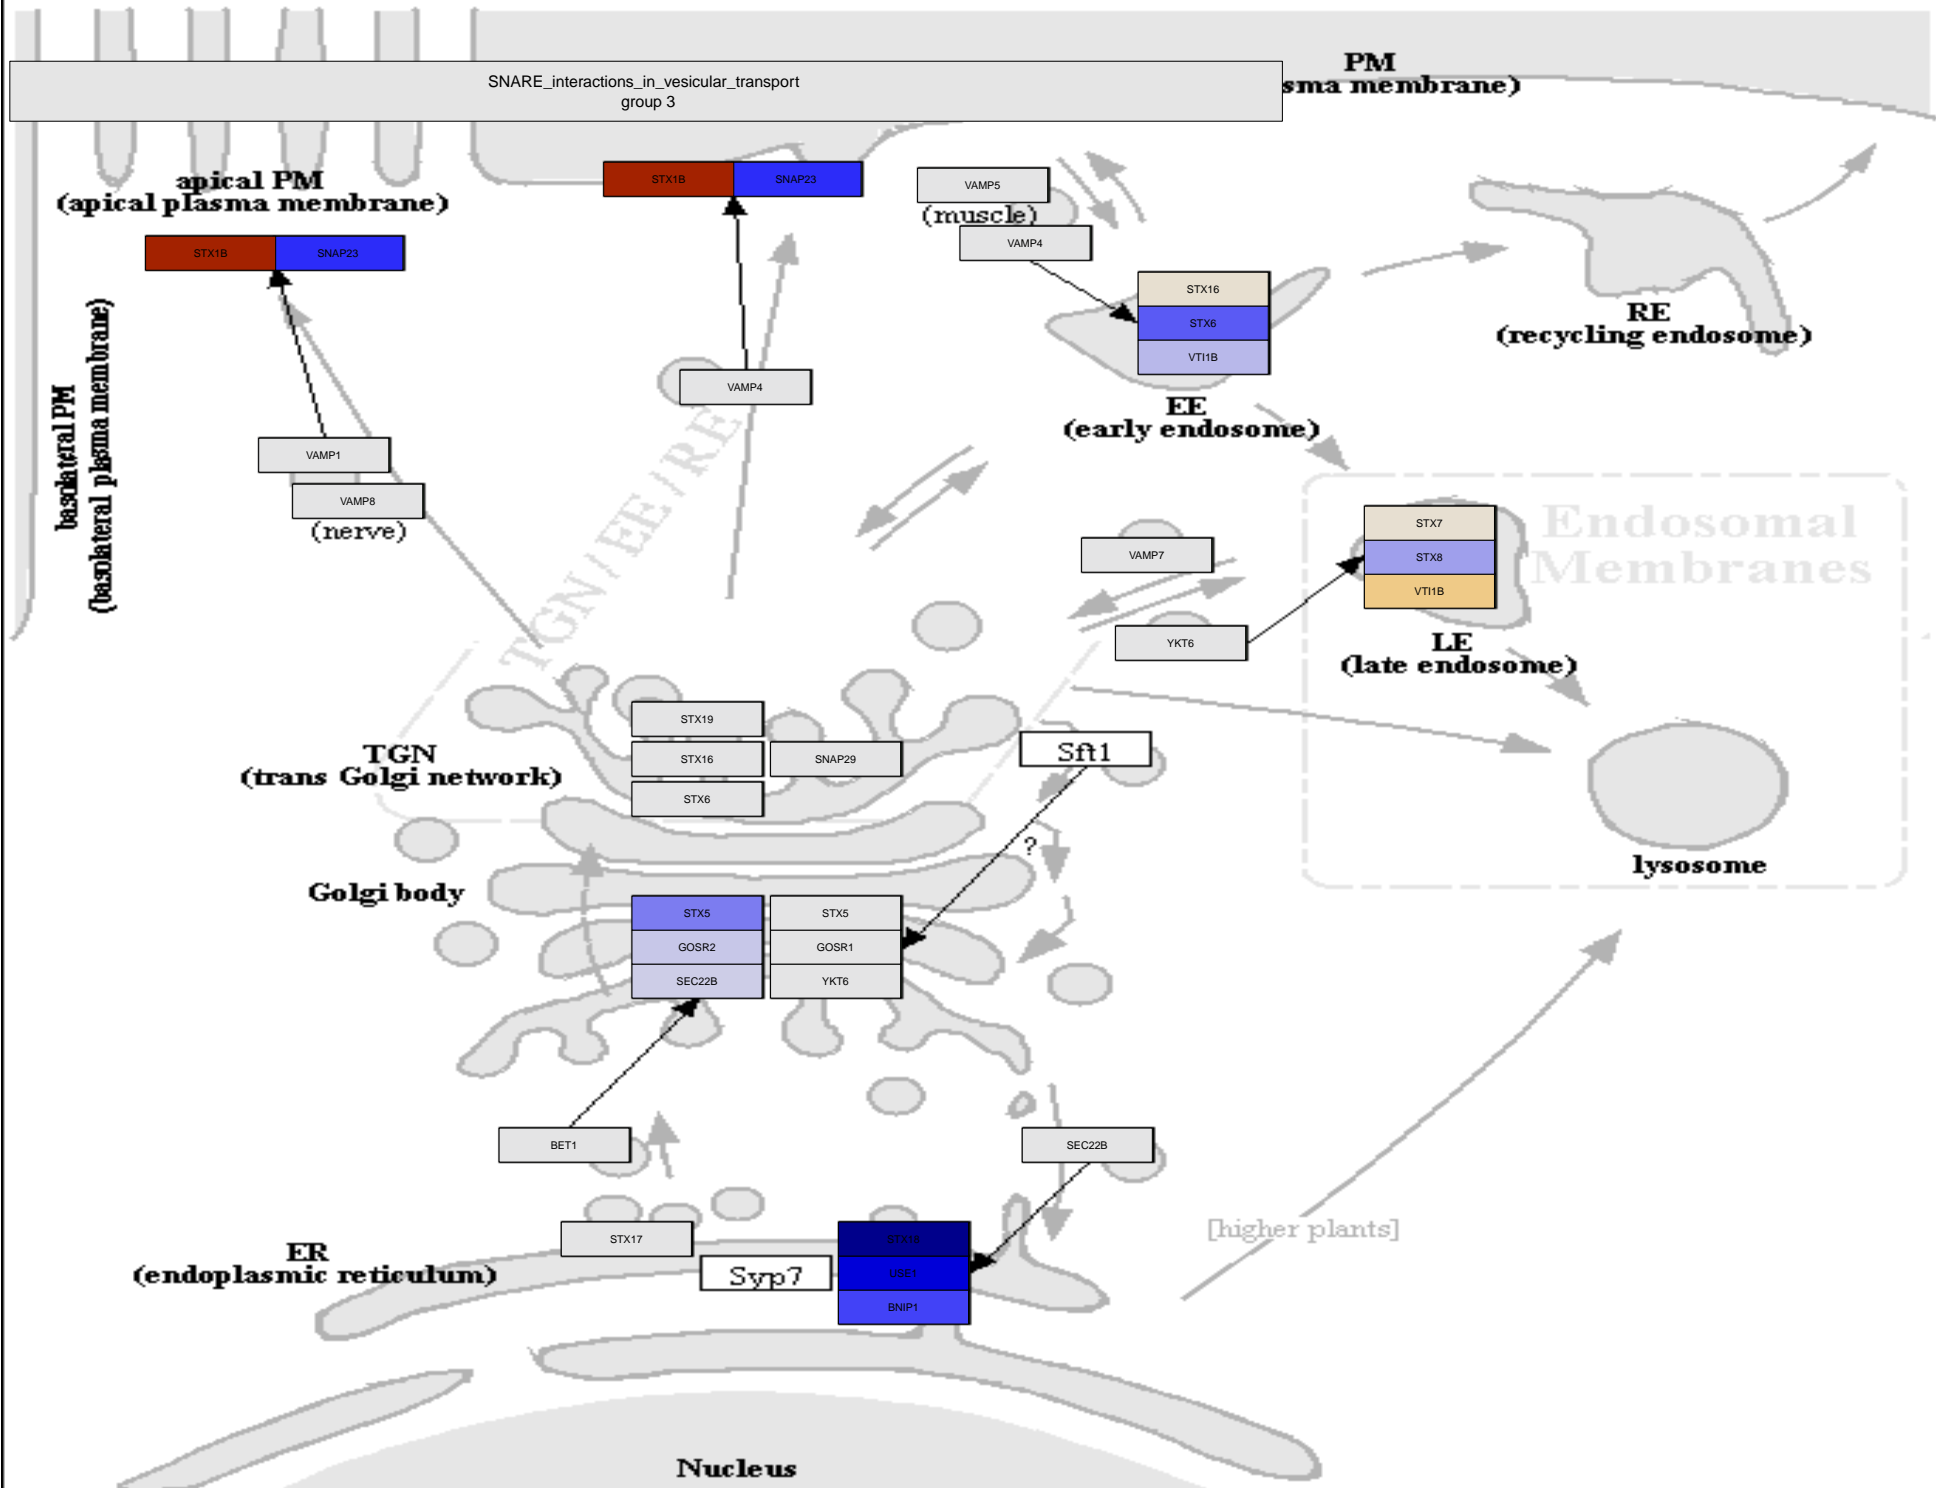 PM
SNARE_interactions_in_vesicular_transport
group 3
sma membrane)
apical PM
(apical plasma membrane)
STX1B
SNAP23
STX1B
SNAP23
VAMP5
(muscle)
VAMP4
STX16
STX6
VTI1B
RE
(recycling endosome)
EE
(early endosome)
basolateral PM
(basolateral plasma membrane)
VAMP4
VAMP1
VAMP8
(nerve)
TGN/EE/RE
Endosomal
Membranes
STX7
STX8
VTI1B
VAMP7
YKT6
LE
(late endosome)
STX19
STX16
SNAP29
STX6
TGN
(trans Golgi network)
Sft1
?
lysosome
Golgi body
STX5
GOSR2
SEC22B
STX5
GOSR1
YKT6
BET1
SEC22B
STX17
Syp7
STX18
USE1
BNIP1
ER
(endoplasmic reticulum)
[higher plants]
Nucleus